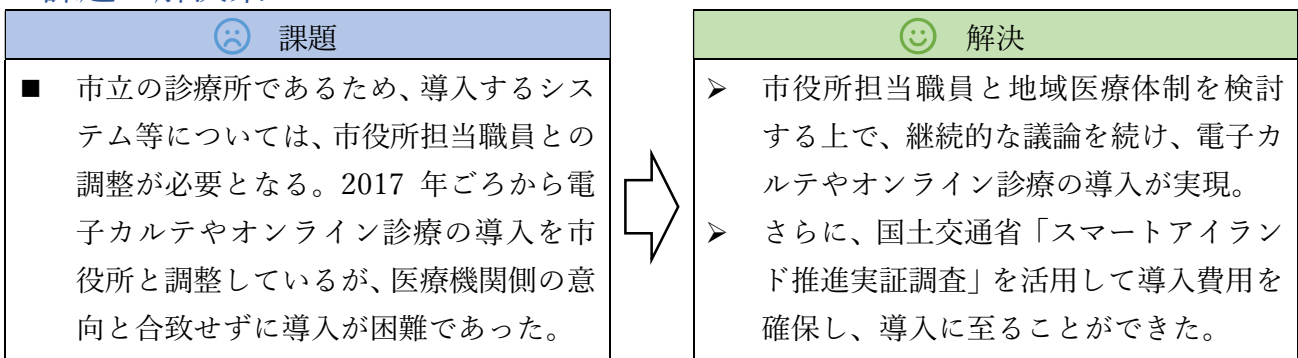 課題
■ 市立の診療所であるため、導入するシス
テム等については、市役所担当職員との
調整が必要となる。2017 年ごろから電
子カルテやオンライン診療の導入を市
役所と調整しているが、医療機関側の意
向と合致せずに導入が困難であった。
解決
➢ 市役所担当職員と地域医療体制を検討
する上で、継続的な議論を続け、電子カ
ルテやオンライン診療の導入が実現。
➢ さらに、国土交通省「スマートアイラン
ド推進実証調査」を活用して導入費用を
確保し、導入に至ることができた。